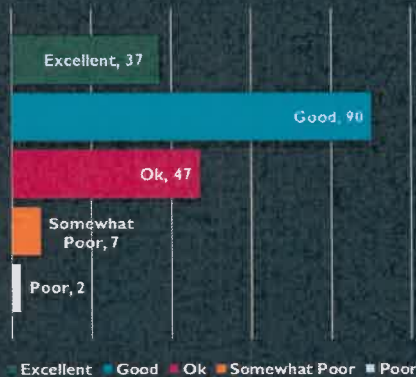 Excellent, 37
Good, 90
Ok, 47
Somewhat
Poor, 7
Poor, 2
Excellent Good Ok Somewhat Poor Poor